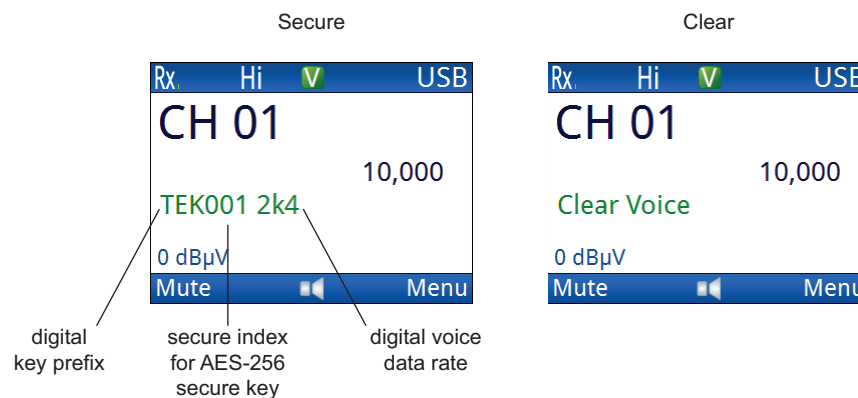 Secure
Clear
Rx Hi V USB
CH 01
10,000
TEK001 2k4
0 dBµV
Mute Menu
Rx Hi V USB
CH 01
10,000
Clear Voice
0 dBµV
Mute Menu
digital
key prefix
secure index
for AES-256
secure key
digital voice
data rate